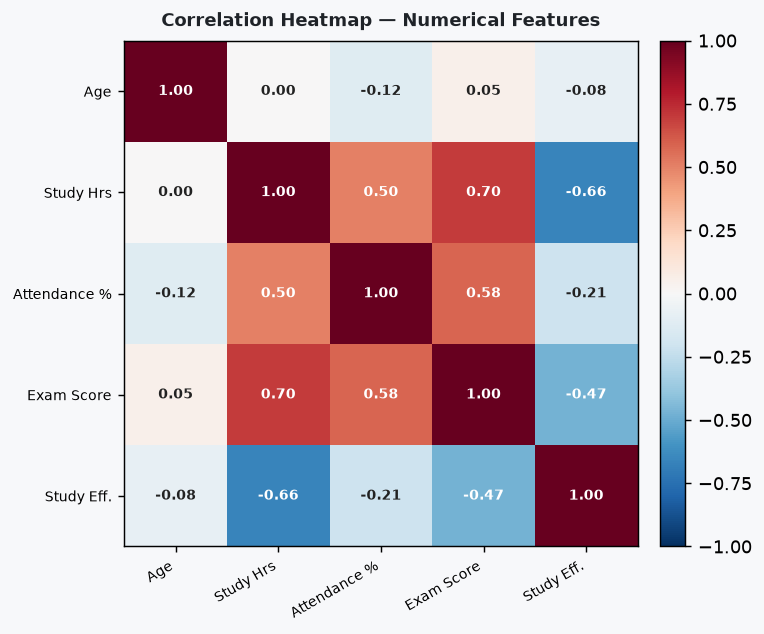 Correlation Heatmap — Numerical Features
Age 1.00 0.00 -0.12 0.05 -0.08
Study Hrs 0.00 1.00 0.50 0.70 -0.66
Attendance % -0.12 0.50 1.00 0.58 -0.21
Exam Score 0.05 0.70 0.58 1.00 -0.47
Study Eff. -0.08 -0.66 -0.21 -0.47 1.00
Age Study Hrs Attendance % Exam Score Study Eff.
1.00
0.75
0.50
0.25
0.00
−0.25
−0.50
−0.75
−1.00